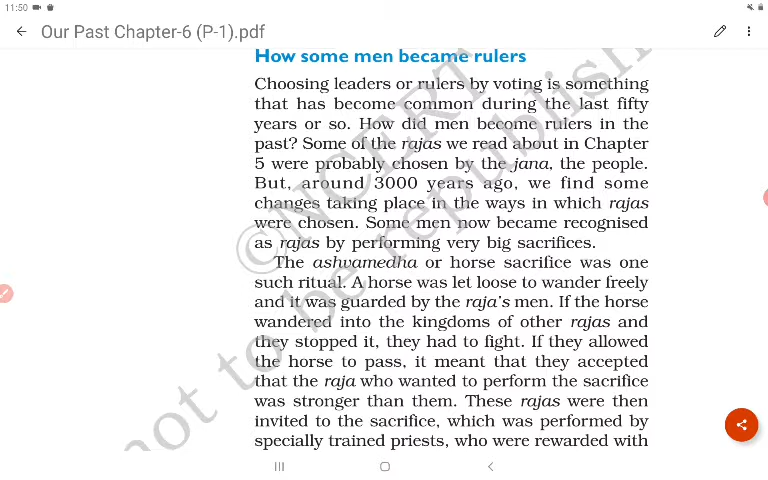 11:50
Our Past Chapter-6 (P-1).pdf
How some men became rulers
Choosing leaders or rulers by voting is something
that has become common during the last fifty
years or so. How did men become rulers in the
past? Some of the rajas we read about in Chapter
5 were probably chosen by the jana, the people.
But, around 3000 years ago, we find some
changes taking place in the ways in which rajas
were chosen. Some men now became recognised
as rajas by performing very big sacrifices.
The ashvamedha or horse sacrifice was one
such ritual. A horse was let loose to wander freely
and it was guarded by the raja's men. If the horse
wandered into the kingdoms of other rajas and
they stopped it, they had to fight. If they allowed
the horse to pass, it meant that they accepted
that the raja who wanted to perform the sacrifice
was stronger than them. These rajas were then
invited to the sacrifice, which was performed by
specially trained priests, who were rewarded with
©NCERT
not to be republish